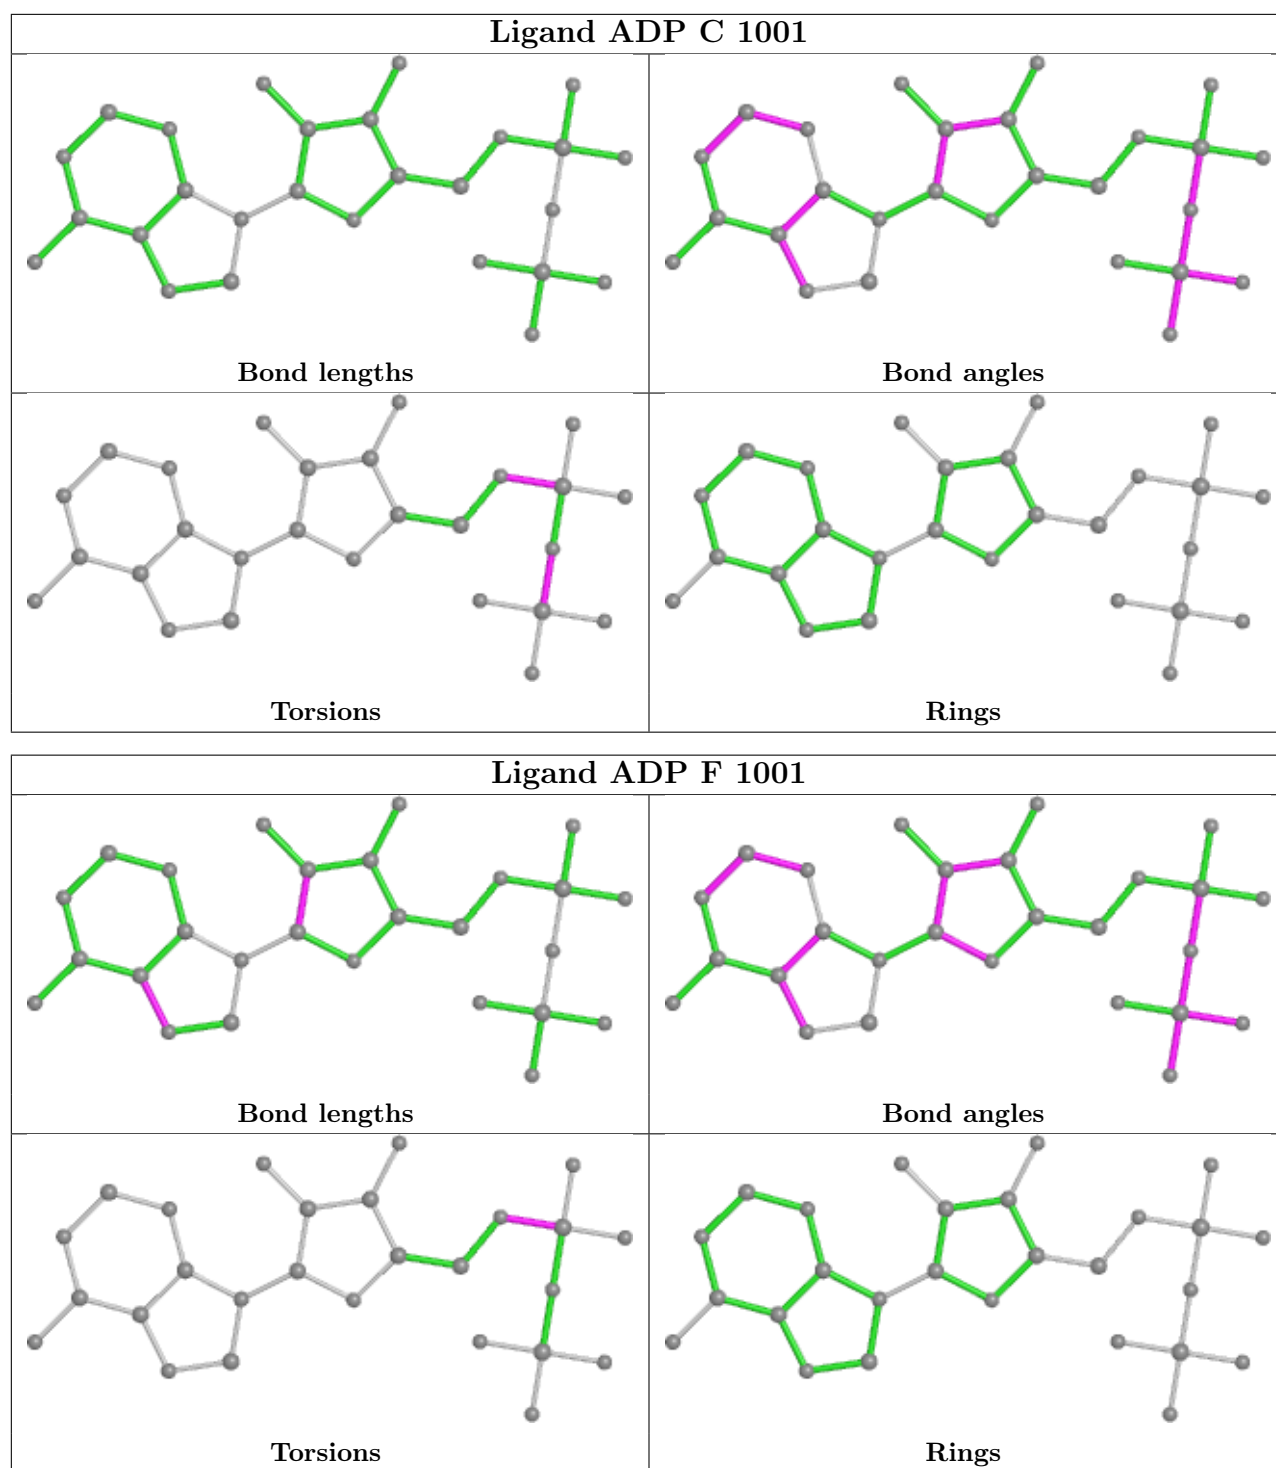 Ligand ADP C 1001
Bond lengths
Bond angles
Torsions
Rings
Ligand ADP F 1001
Bond lengths
Bond angles
Torsions
Rings